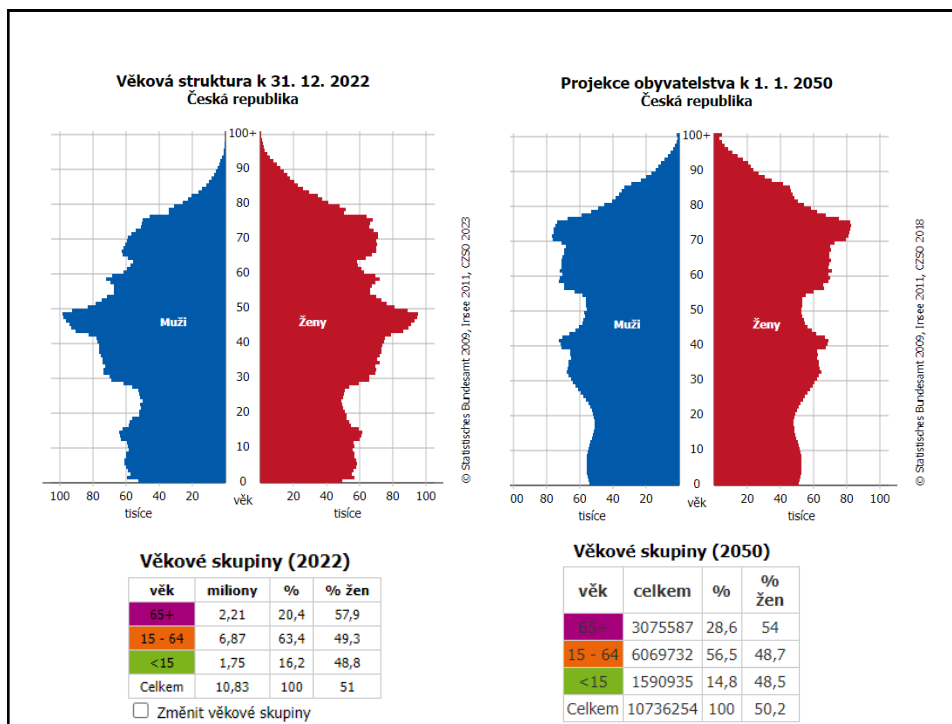 Věková struktura k 31. 12. 2022
Česká republika
100+
80
60
40
20
0
Muži
Ženy
100 80 60 40 20
věk
20 40 60 80 100
tisíce
tisíce
© Statistisches Bundesamt 2009, Insee 2011, CZSO 2023
Věkové skupiny (2022)
věk miliony % % žen
65+ 2,21 20,4 57,9
15 - 64 6,87 63,4 49,3
<15 1,75 16,2 48,8
Celkem 10,83 100 51
Změnit věkové skupiny
Projekce obyvatelstva k 1. 1. 2050
Česká republika
100+
90
80
70
60
50
40
30
20
10
0
Muži
Ženy
00 80 60 40 20
věk
20 40 60 80 100
tisíce
tisíce
© Statistisches Bundesamt 2009, Insee 2011, CZSO 2018
Věkové skupiny (2050)
věk celkem % % žen
65+ 3075587 28,6 54
15 - 64 6069732 56,5 48,7
<15 1590935 14,8 48,5
Celkem 10736254 100 50,2